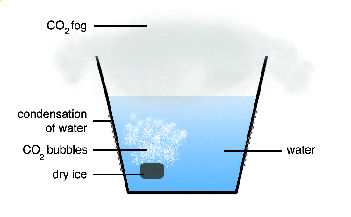 CO₂ fog
condensation
of water
CO₂ bubbles
water
dry ice